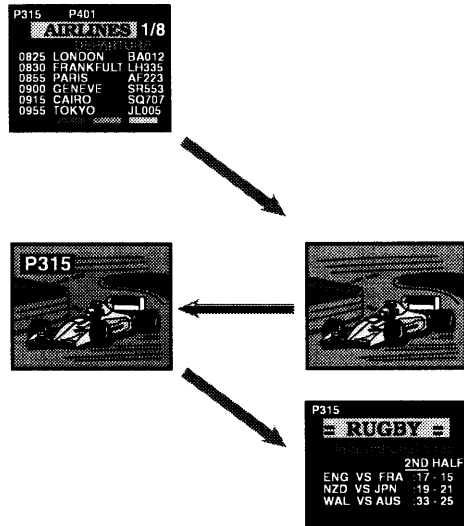 P315 P401
AIRLINES 1/8
DEPARTURE
0825 LONDON BA012
0830 FRANKFULT LH335
0855 PARIS AF223
0900 GENEVE SR553
0915 CAIRO SQ707
0955 TOKYO JL005
P315
P315
= RUGBY =
2ND HALF
ENG VS FRA :17 - 15
NZD VS JPN :19 - 21
WAL VS AUS :33 - 25